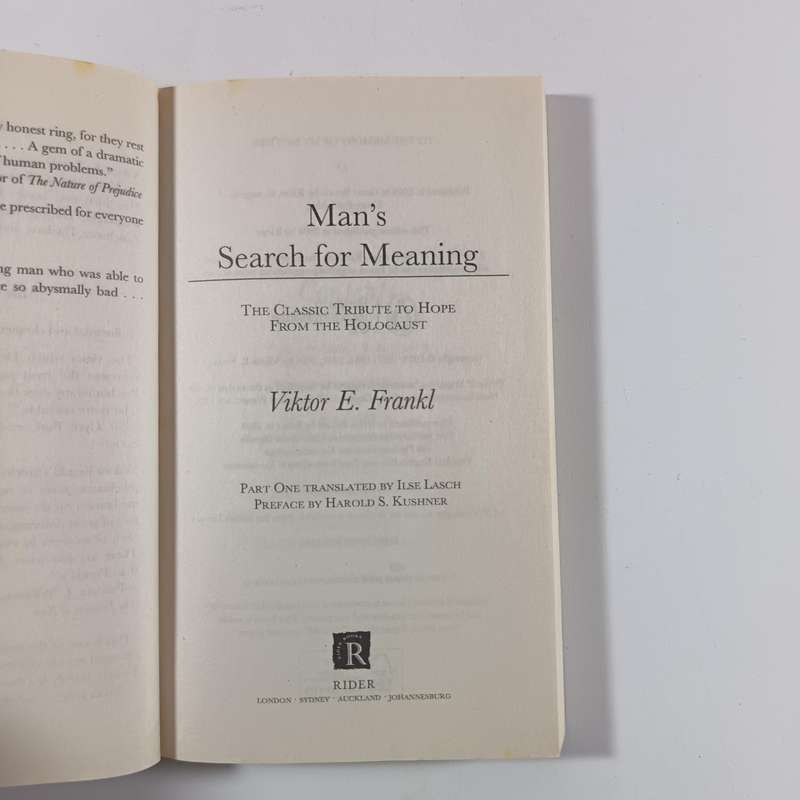 honest ring, for they rest
. . . . A gem of a dramatic
human problems."
or of The Nature of Prejudice
e prescribed for everyone
ng man who was able to
e so abysmally bad . . .
Man's
Search for Meaning
THE CLASSIC TRIBUTE TO HOPE
FROM THE HOLOCAUST
Viktor E. Frankl
PART ONE TRANSLATED BY ILSE LASCH
PREFACE BY HAROLD S. KUSHNER
R
RIDER
LONDON · SYDNEY · AUCKLAND · JOHANNESBURG